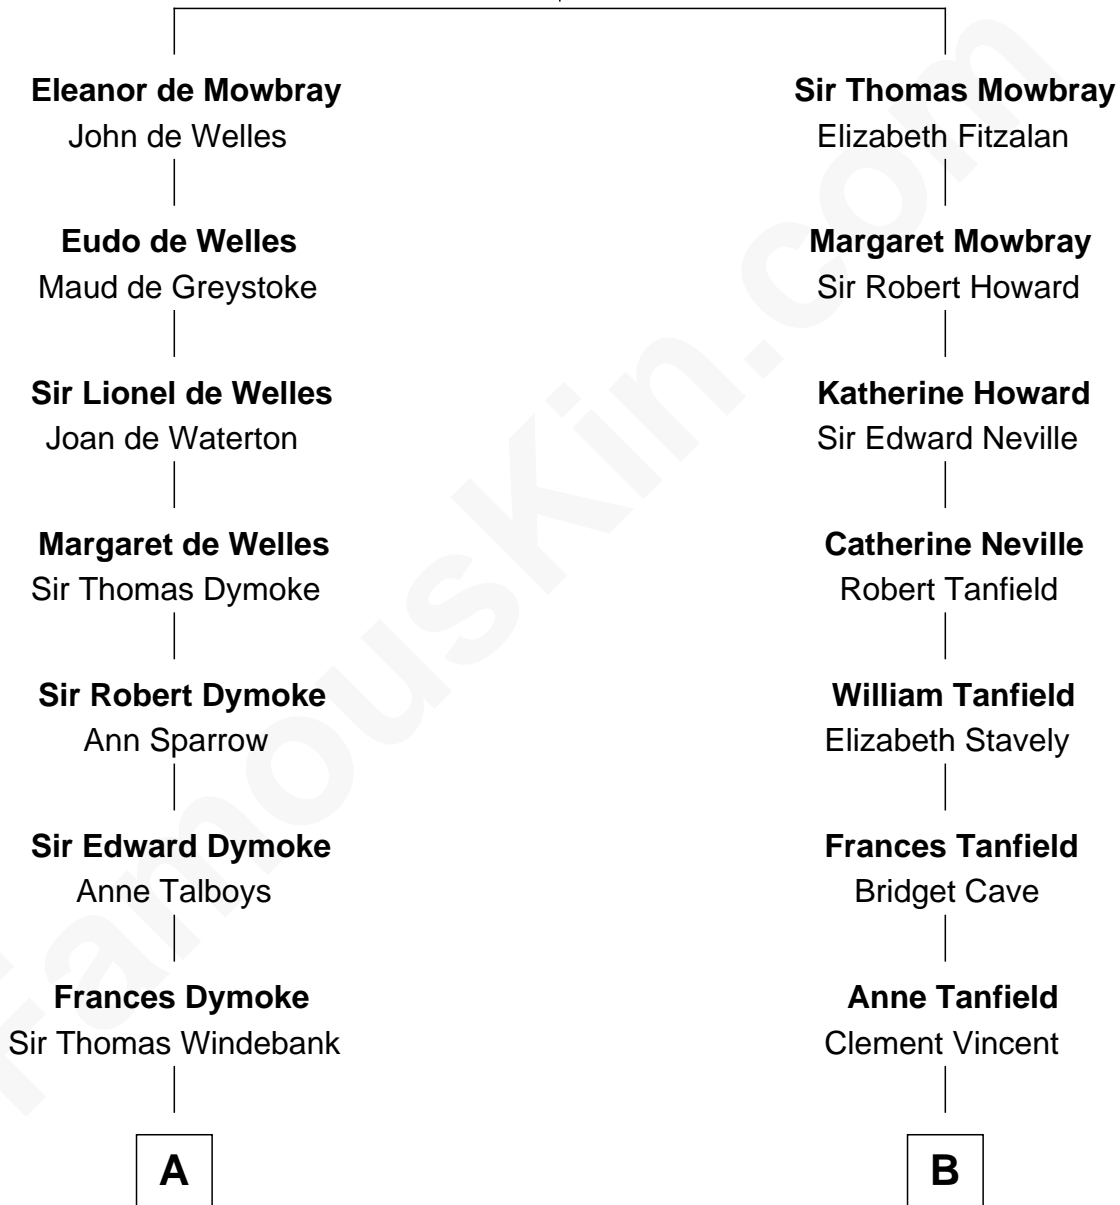 Eleanor de Mowbray
John de Welles
Eudo de Welles
Maud de Greystoke
Sir Lionel de Welles
Joan de Waterton
Margaret de Welles
Sir Thomas Dymoke
Sir Robert Dymoke
Ann Sparrow
Sir Edward Dymoke
Anne Talboys
Frances Dymoke
Sir Thomas Windebank
A
Sir Thomas Mowbray
Elizabeth Fitzalan
Margaret Mowbray
Sir Robert Howard
Katherine Howard
Sir Edward Neville
Catherine Neville
Robert Tanfield
William Tanfield
Elizabeth Stavely
Frances Tanfield
Bridget Cave
Anne Tanfield
Clement Vincent
B
FamousKin.com